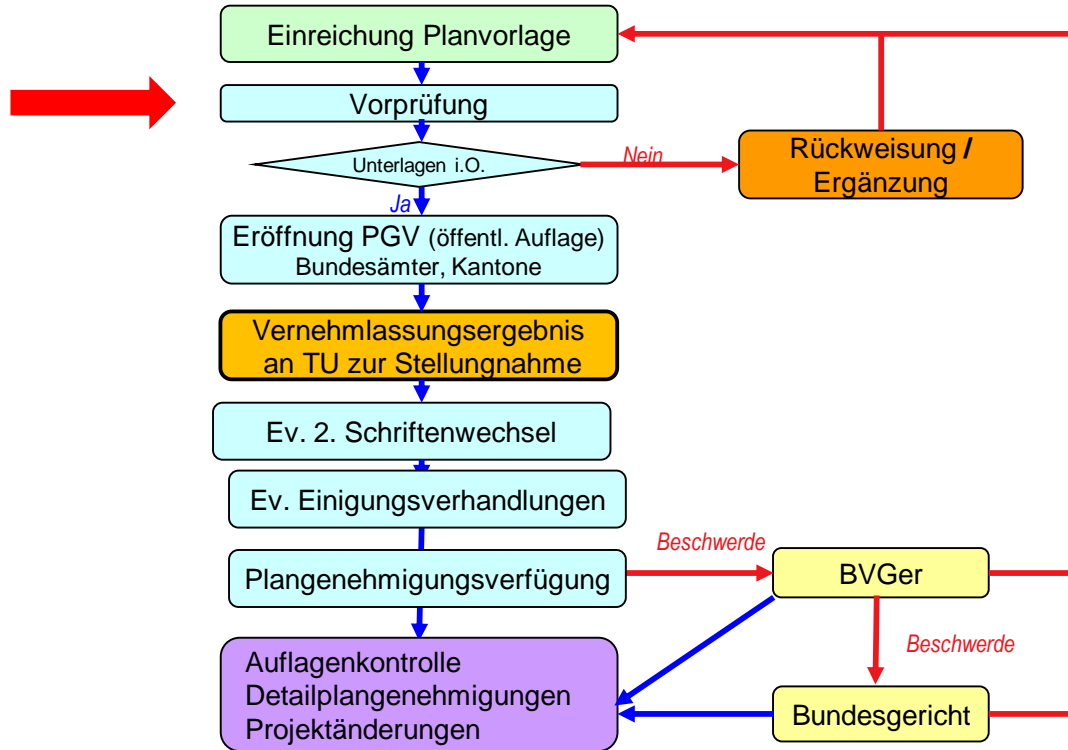 Einreichung Planvorlage
Vorprüfung
Unterlagen i.O.
Nein
Rückweisung /
Ergänzung
Ja
Eröffnung PGV (öffentl. Auflage)
Bundesämter, Kantone
Vernehmlassungsergebnis
an TU zur Stellungnahme
Ev. 2. Schriftenwechsel
Ev. Einigungsverhandlungen
Plangenehmigungsverfügung
Beschwerde
BVGer
Beschwerde
Auflagenkontrolle
Detailplangenehmigungen
Projektänderungen
Bundesgericht